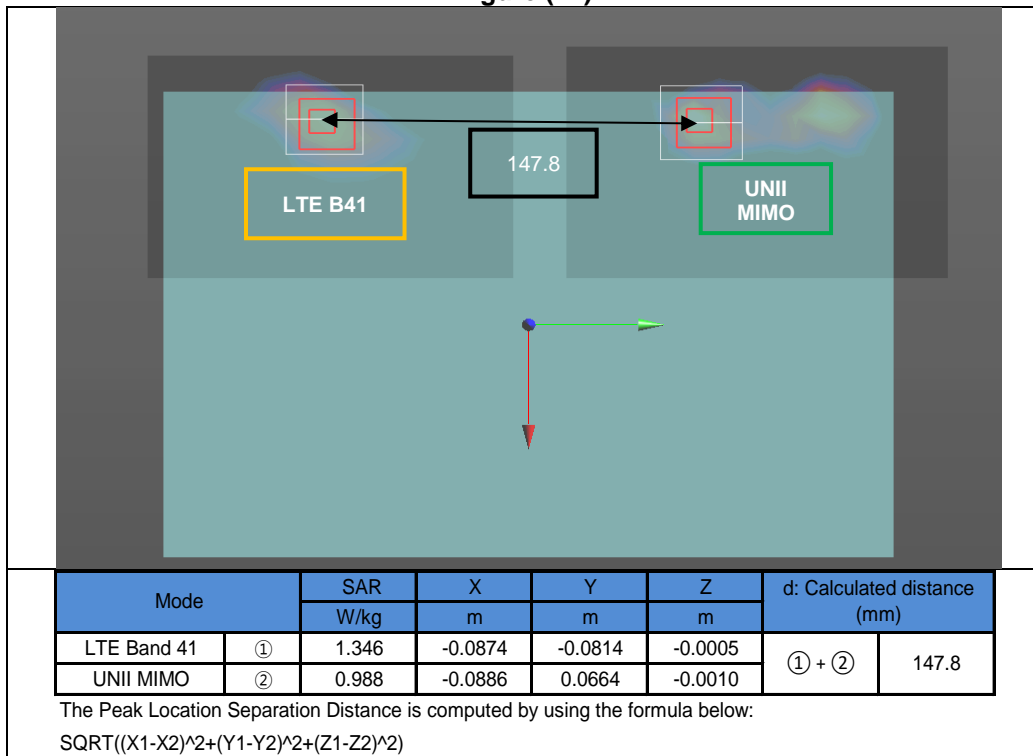 147.8
LTE B41
UNII
MIMO
Mode SAR X Y Z d: Calculated distance (mm)
W/kg m m m
LTE Band 41 ① 1.346 -0.0874 -0.0814 -0.0005 ① + ② 147.8
UNII MIMO ② 0.988 -0.0886 0.0664 -0.0010
The Peak Location Separation Distance is computed by using the formula below:
SQRT((X1-X2)^2+(Y1-Y2)^2+(Z1-Z2)^2)